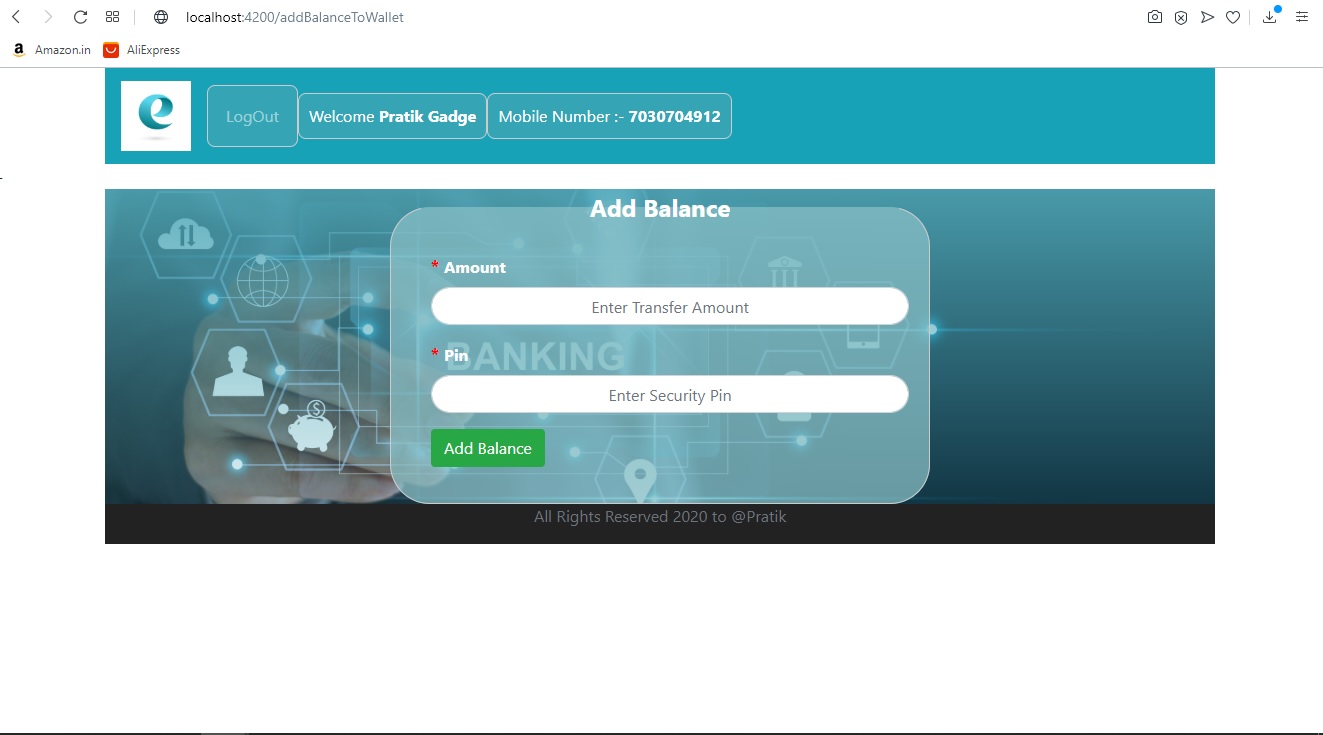 localhost:4200/addBalanceToWallet
Amazon.in AliExpress
LogOut Welcome Pratik Gadge Mobile Number :- 7030704912
Add Balance
* Amount
Enter Transfer Amount
BANKING
* Pin
Enter Security Pin
Add Balance
All Rights Reserved 2020 to @Pratik